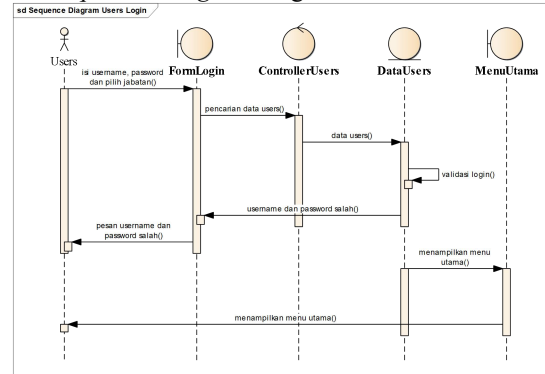 sd Sequence Diagram Users Login
Users
FormLogin
ControllerUsers
DataUsers
MenuUtama
isi username, password
dan pilih jabatan()
pencarian data users()
data users()
validasi login()
username dan password salah()
pesan username dan
password salah()
menampilkan menu
utama()
menampilkan menu utama()